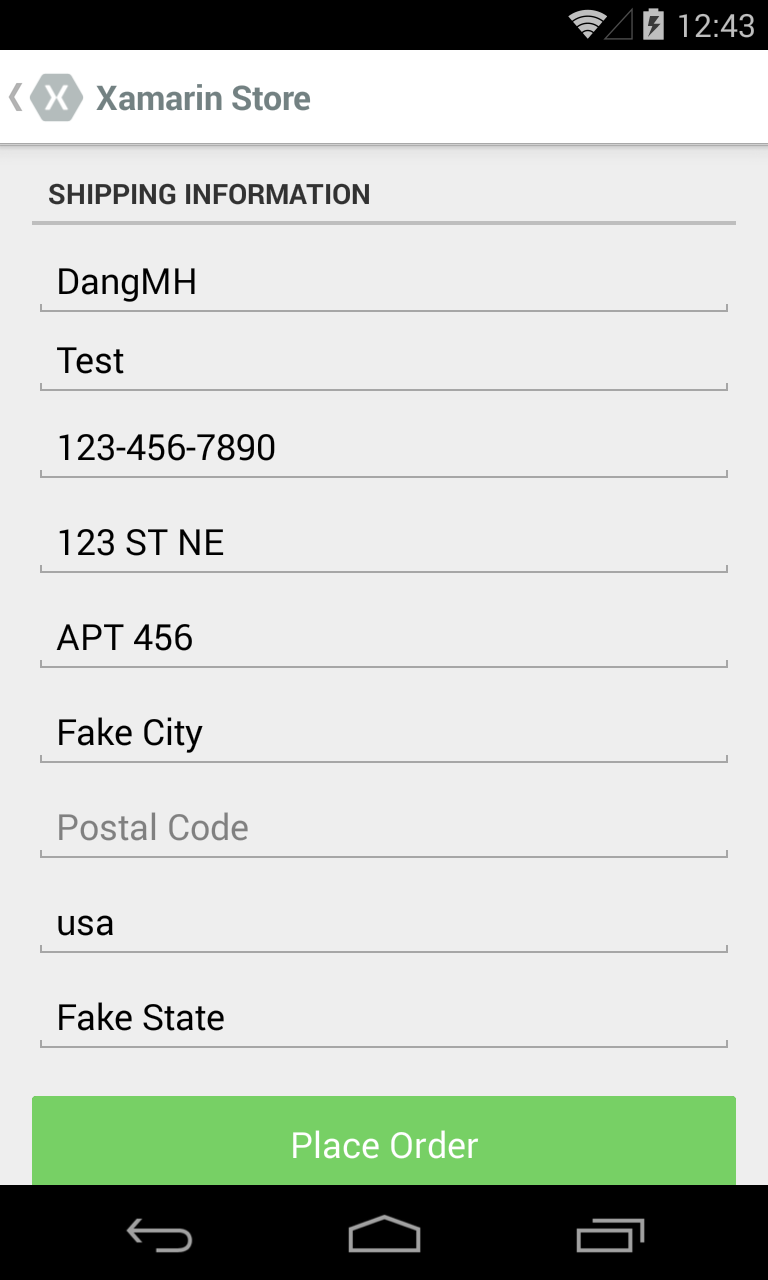 12:43
X Xamarin Store
SHIPPING INFORMATION
DangMH
Test
123-456-7890
123 ST NE
APT 456
Fake City
Postal Code
usa
Fake State
Place Order